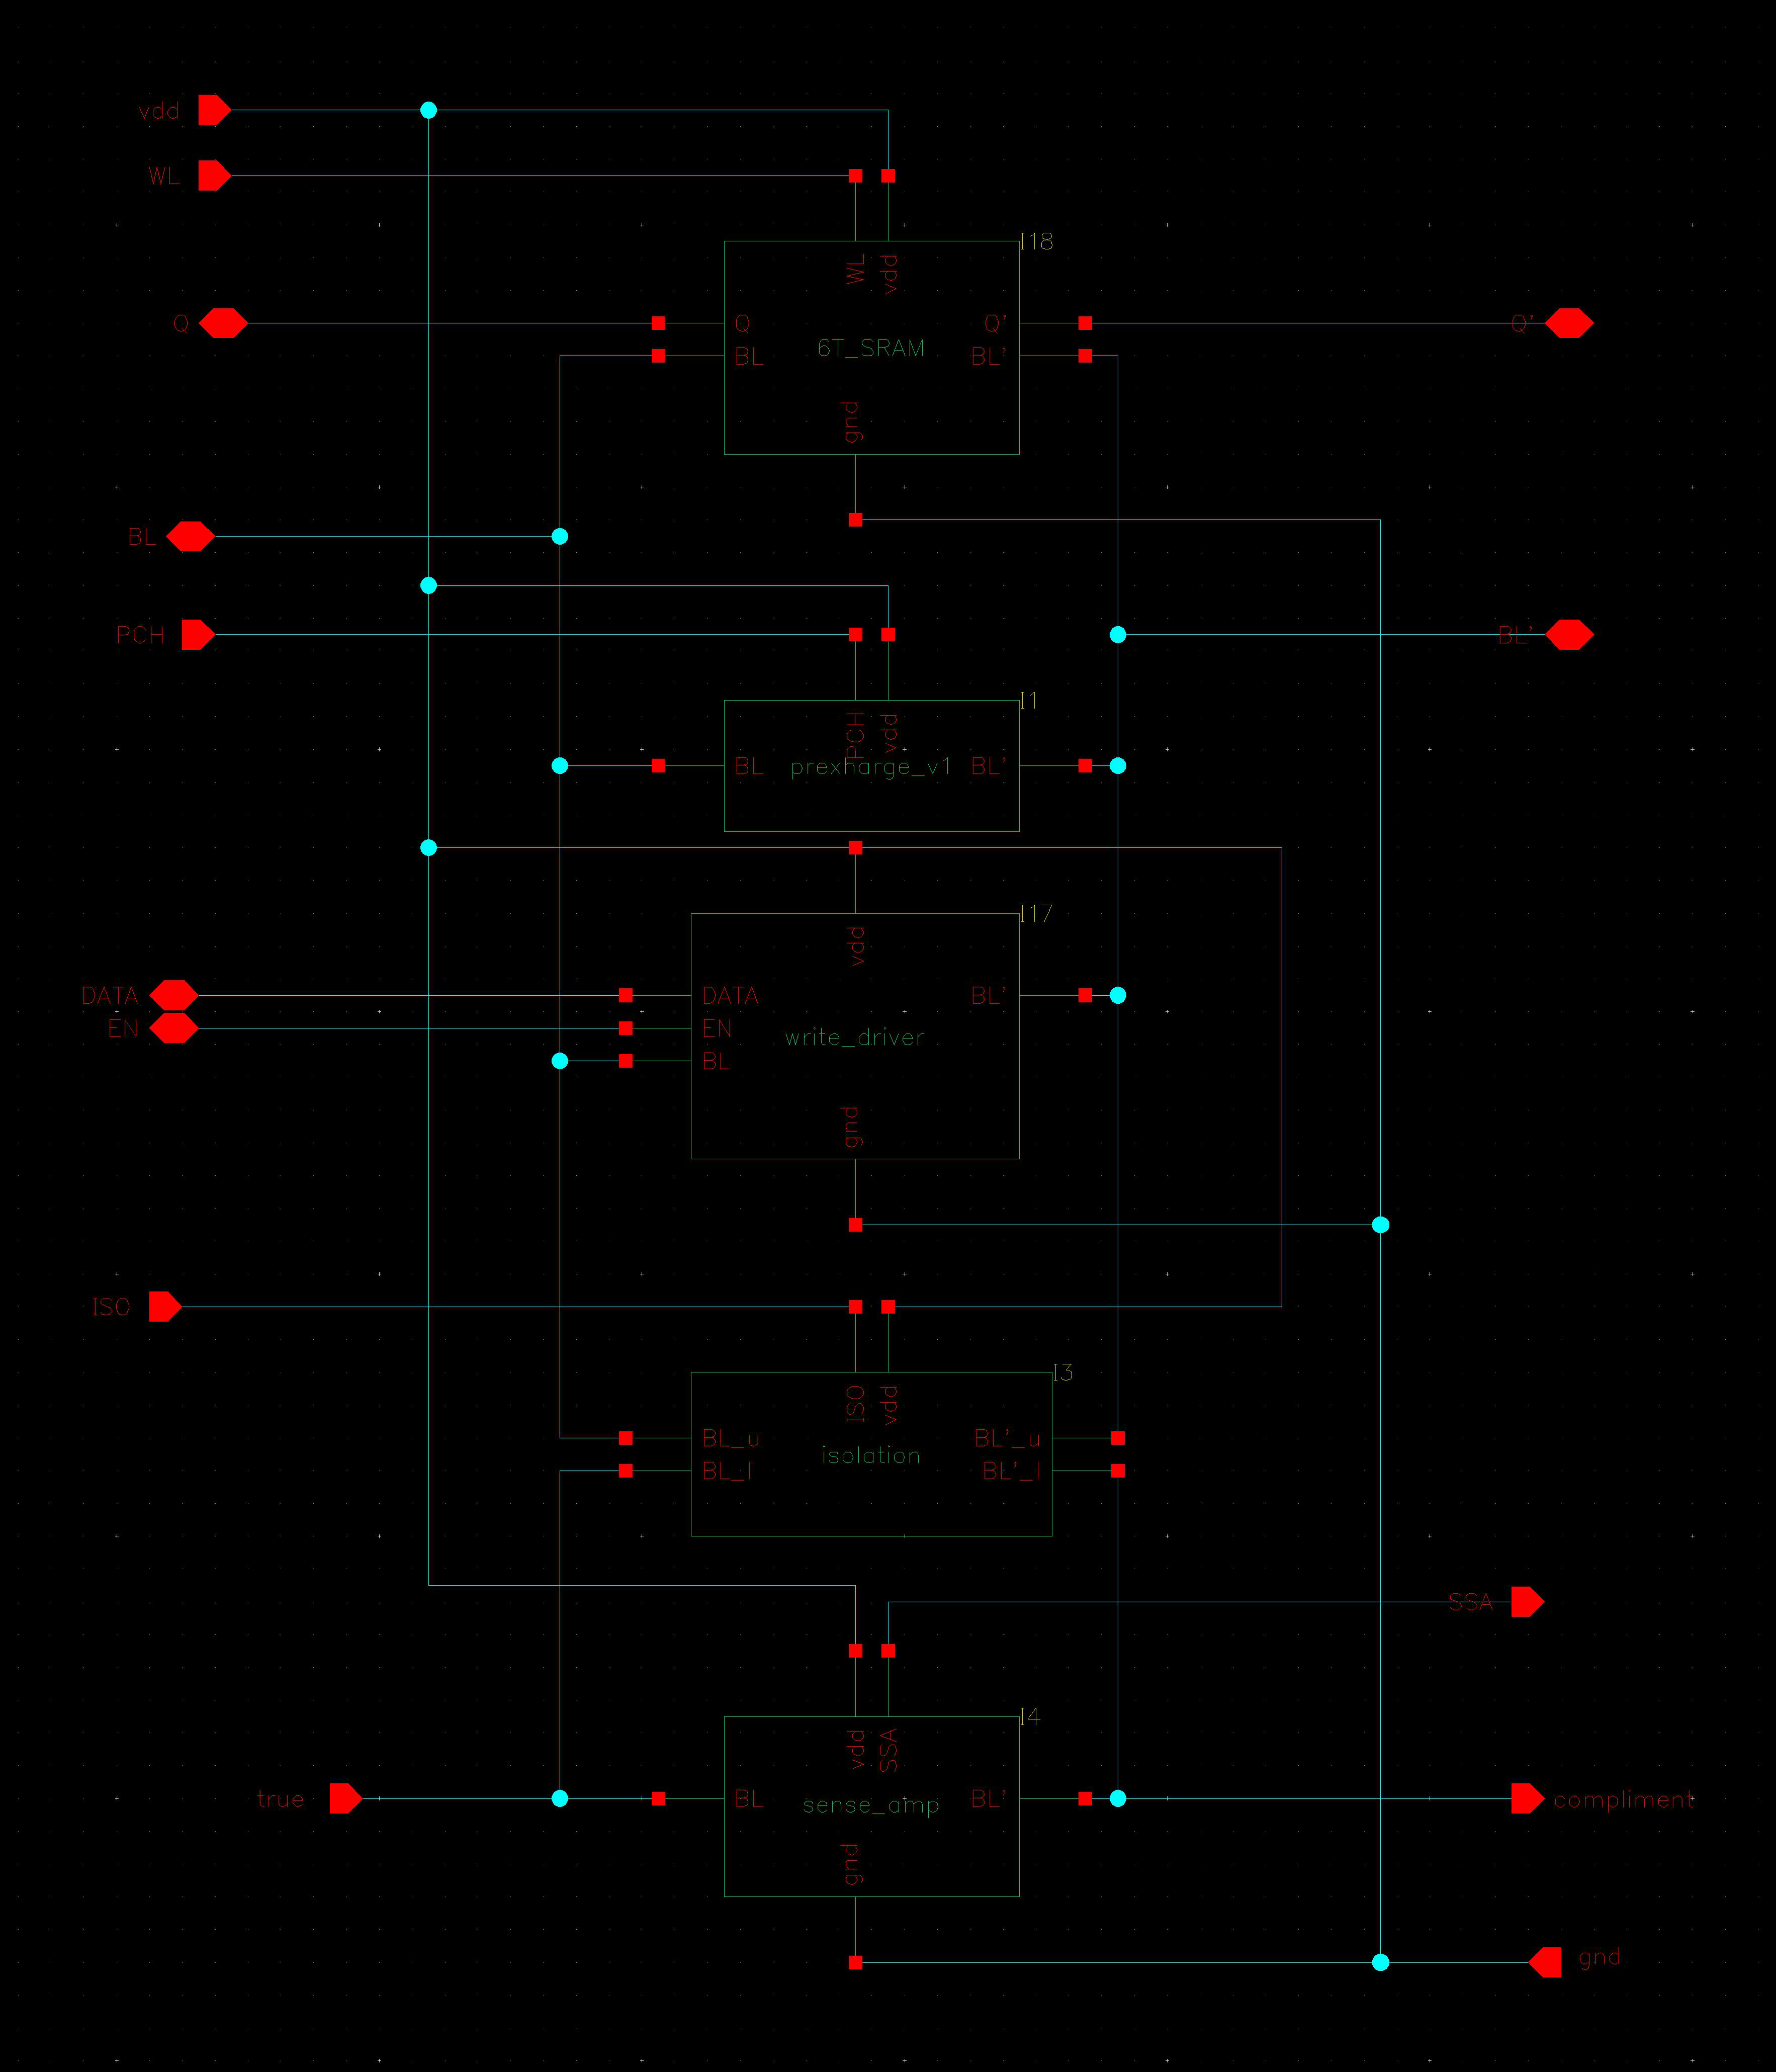 vdd
WL
I18
WL vdd
Q Q Q' Q'
6T_SRAM
BL BL'
gnd
BL
PCH BL'
I1
PCH vdd
BL prexharge_v1 BL'
I17
vdd
DATA DATA BL'
EN EN
write_driver
BL
gnd
ISO
I3
ISO vdd
BL_u BL'_u
isolation
BL_l BL'_l
SSA
I4
vdd SSA
true BL sense_amp BL' compliment
gnd
gnd